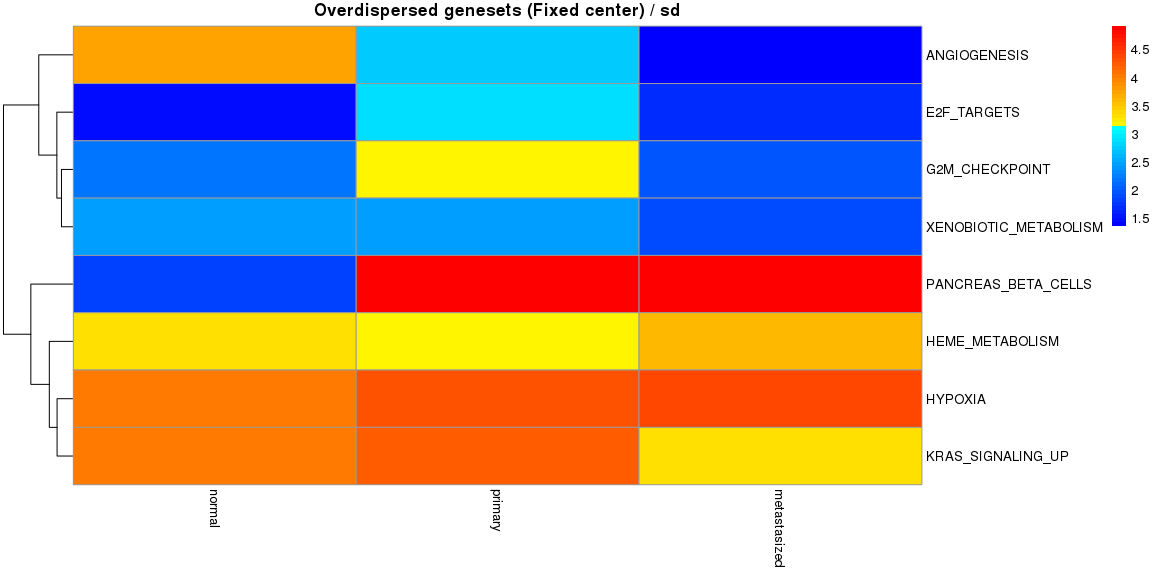 Overdispersed genesets (Fixed center) / sd
ANGIOGENESIS
E2F_TARGETS
G2M_CHECKPOINT
XENOBIOTIC_METABOLISM
PANCREAS_BETA_CELLS
HEME_METABOLISM
HYPOXIA
KRAS_SIGNALING_UP
4.5
4
3.5
3
2.5
2
1.5
normal
primary
metastasized